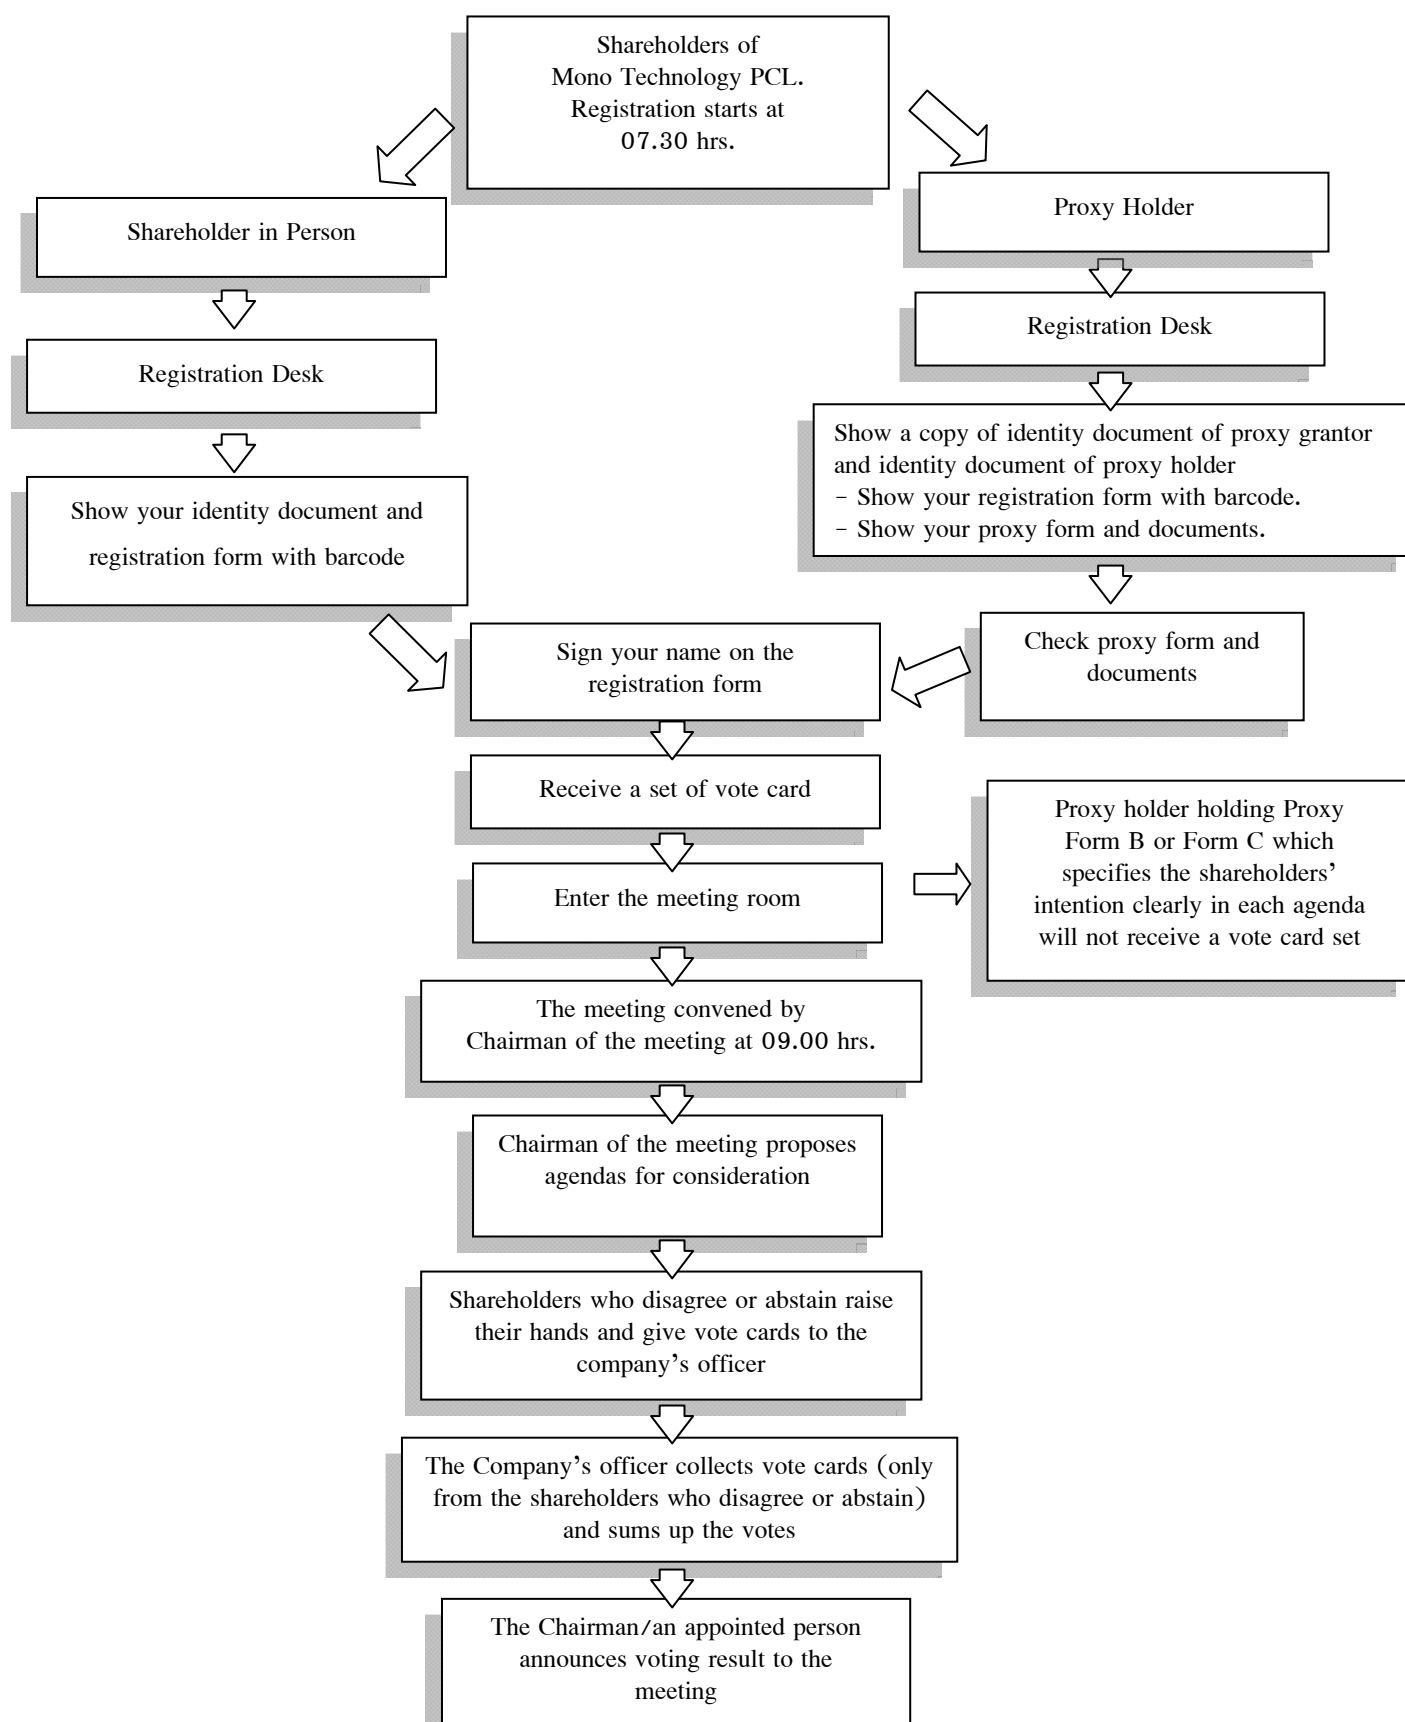 Shareholders of
Mono Technology PCL.
Registration starts at
07.30 hrs.
Shareholder in Person
Proxy Holder
Registration Desk
Registration Desk
Show your identity document and
registration form with barcode
Show a copy of identity document of proxy grantor
and identity document of proxy holder
- Show your registration form with barcode.
- Show your proxy form and documents.
Check proxy form and
documents
Sign your name on the
registration form
Receive a set of vote card
Enter the meeting room
Proxy holder holding Proxy
Form B or Form C which
specifies the shareholders'
intention clearly in each agenda
will not receive a vote card set
The meeting convened by
Chairman of the meeting at 09.00 hrs.
Chairman of the meeting proposes
agendas for consideration
Shareholders who disagree or abstain raise
their hands and give vote cards to the
company's officer
The Company's officer collects vote cards (only
from the shareholders who disagree or abstain)
and sums up the votes
The Chairman/an appointed person
announces voting result to the
meeting